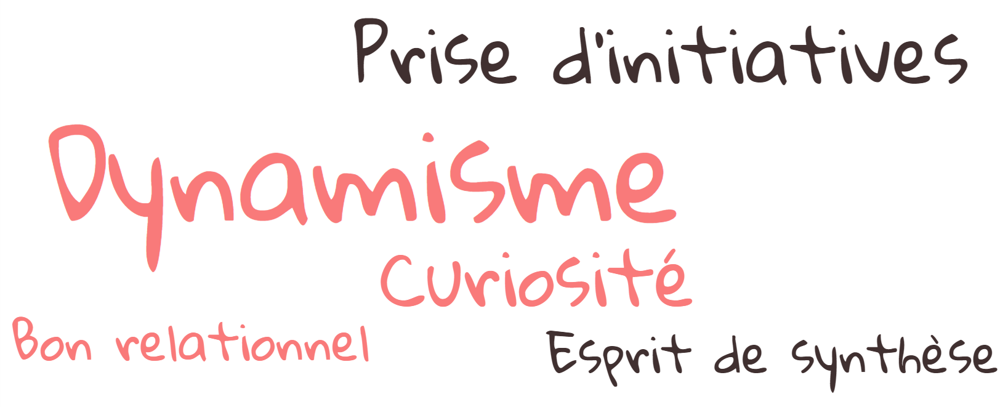 Prise d'initiatives
Dynamisme
Curiosité
Bon relationnel
Esprit de synthèse